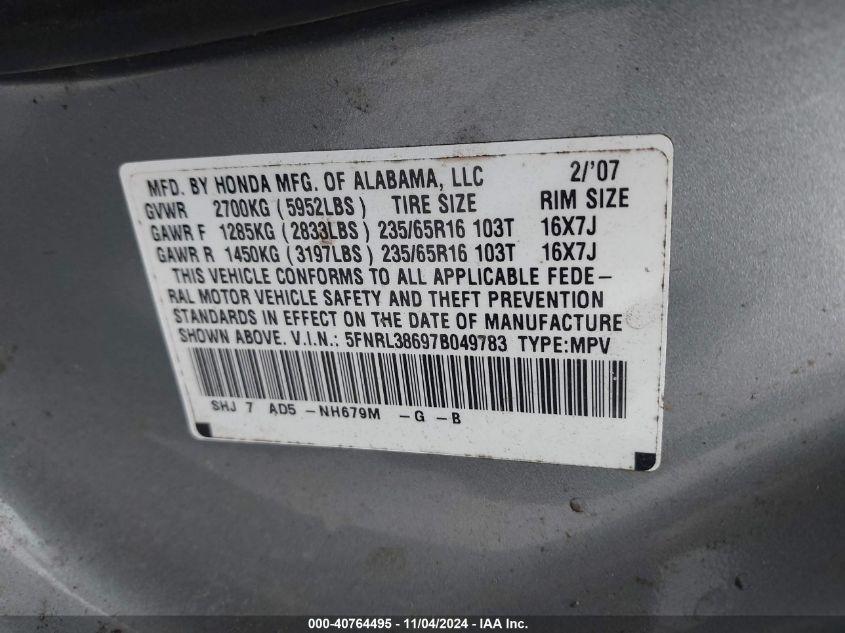 MFD. BY HONDA MFG. OF ALABAMA, LLC 2/'07
GVWR 2700KG (5952LBS) TIRE SIZE RIM SIZE
GAWR F 1285KG (2833LBS) 235/65R16 103T 16X7J
GAWR R 1450KG (3197LBS) 235/65R16 103T 16X7J
THIS VEHICLE CONFORMS TO ALL APPLICABLE FEDE-
RAL MOTOR VEHICLE SAFETY AND THEFT PREVENTION
STANDARDS IN EFFECT ON THE DATE OF MANUFACTURE
SHOWN ABOVE. V.I.N.: 5FNRL38697B049783 TYPE:MPV
SHJ 7 AD5 -NH679M -G -B
000-40764495 - 11/04/2024 - IAA Inc.